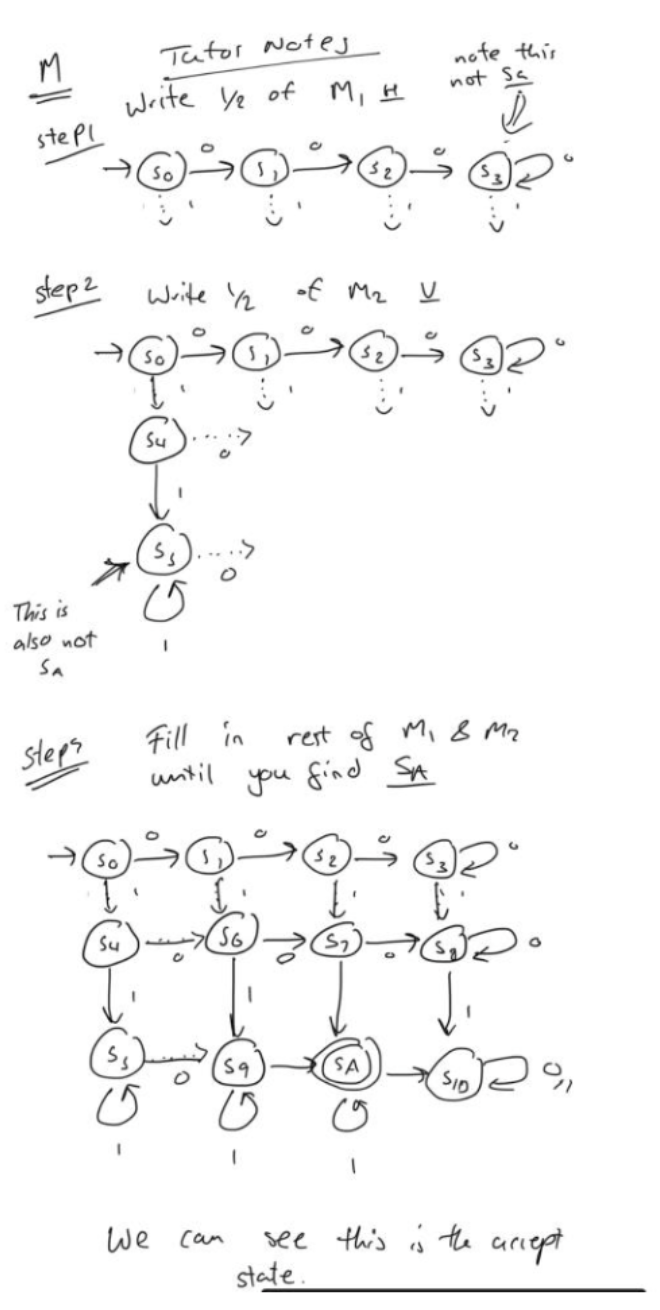 M
Tutor Notes
Write 1/2 of M1 H
note this
not SA
step1
S0 0 S1 0 S2 0 S3 0
1 1 1 1
step2 Write 1/2 of M2 V
S0 0 S1 0 S2 0 S3 0
1 1 1 1
S4 0
1
S5 0
This is
also not
SA
1
step
Fill in rest of M1 & M2
until you find SA
S0 0 S1 0 S2 0 S3 0
1 1 1 1
S4 0 S6 0 S7 0 S8 0
1 1 1
S5 0 S9 SA S10 0,1
1 1 1
We can see this is the accept
state.